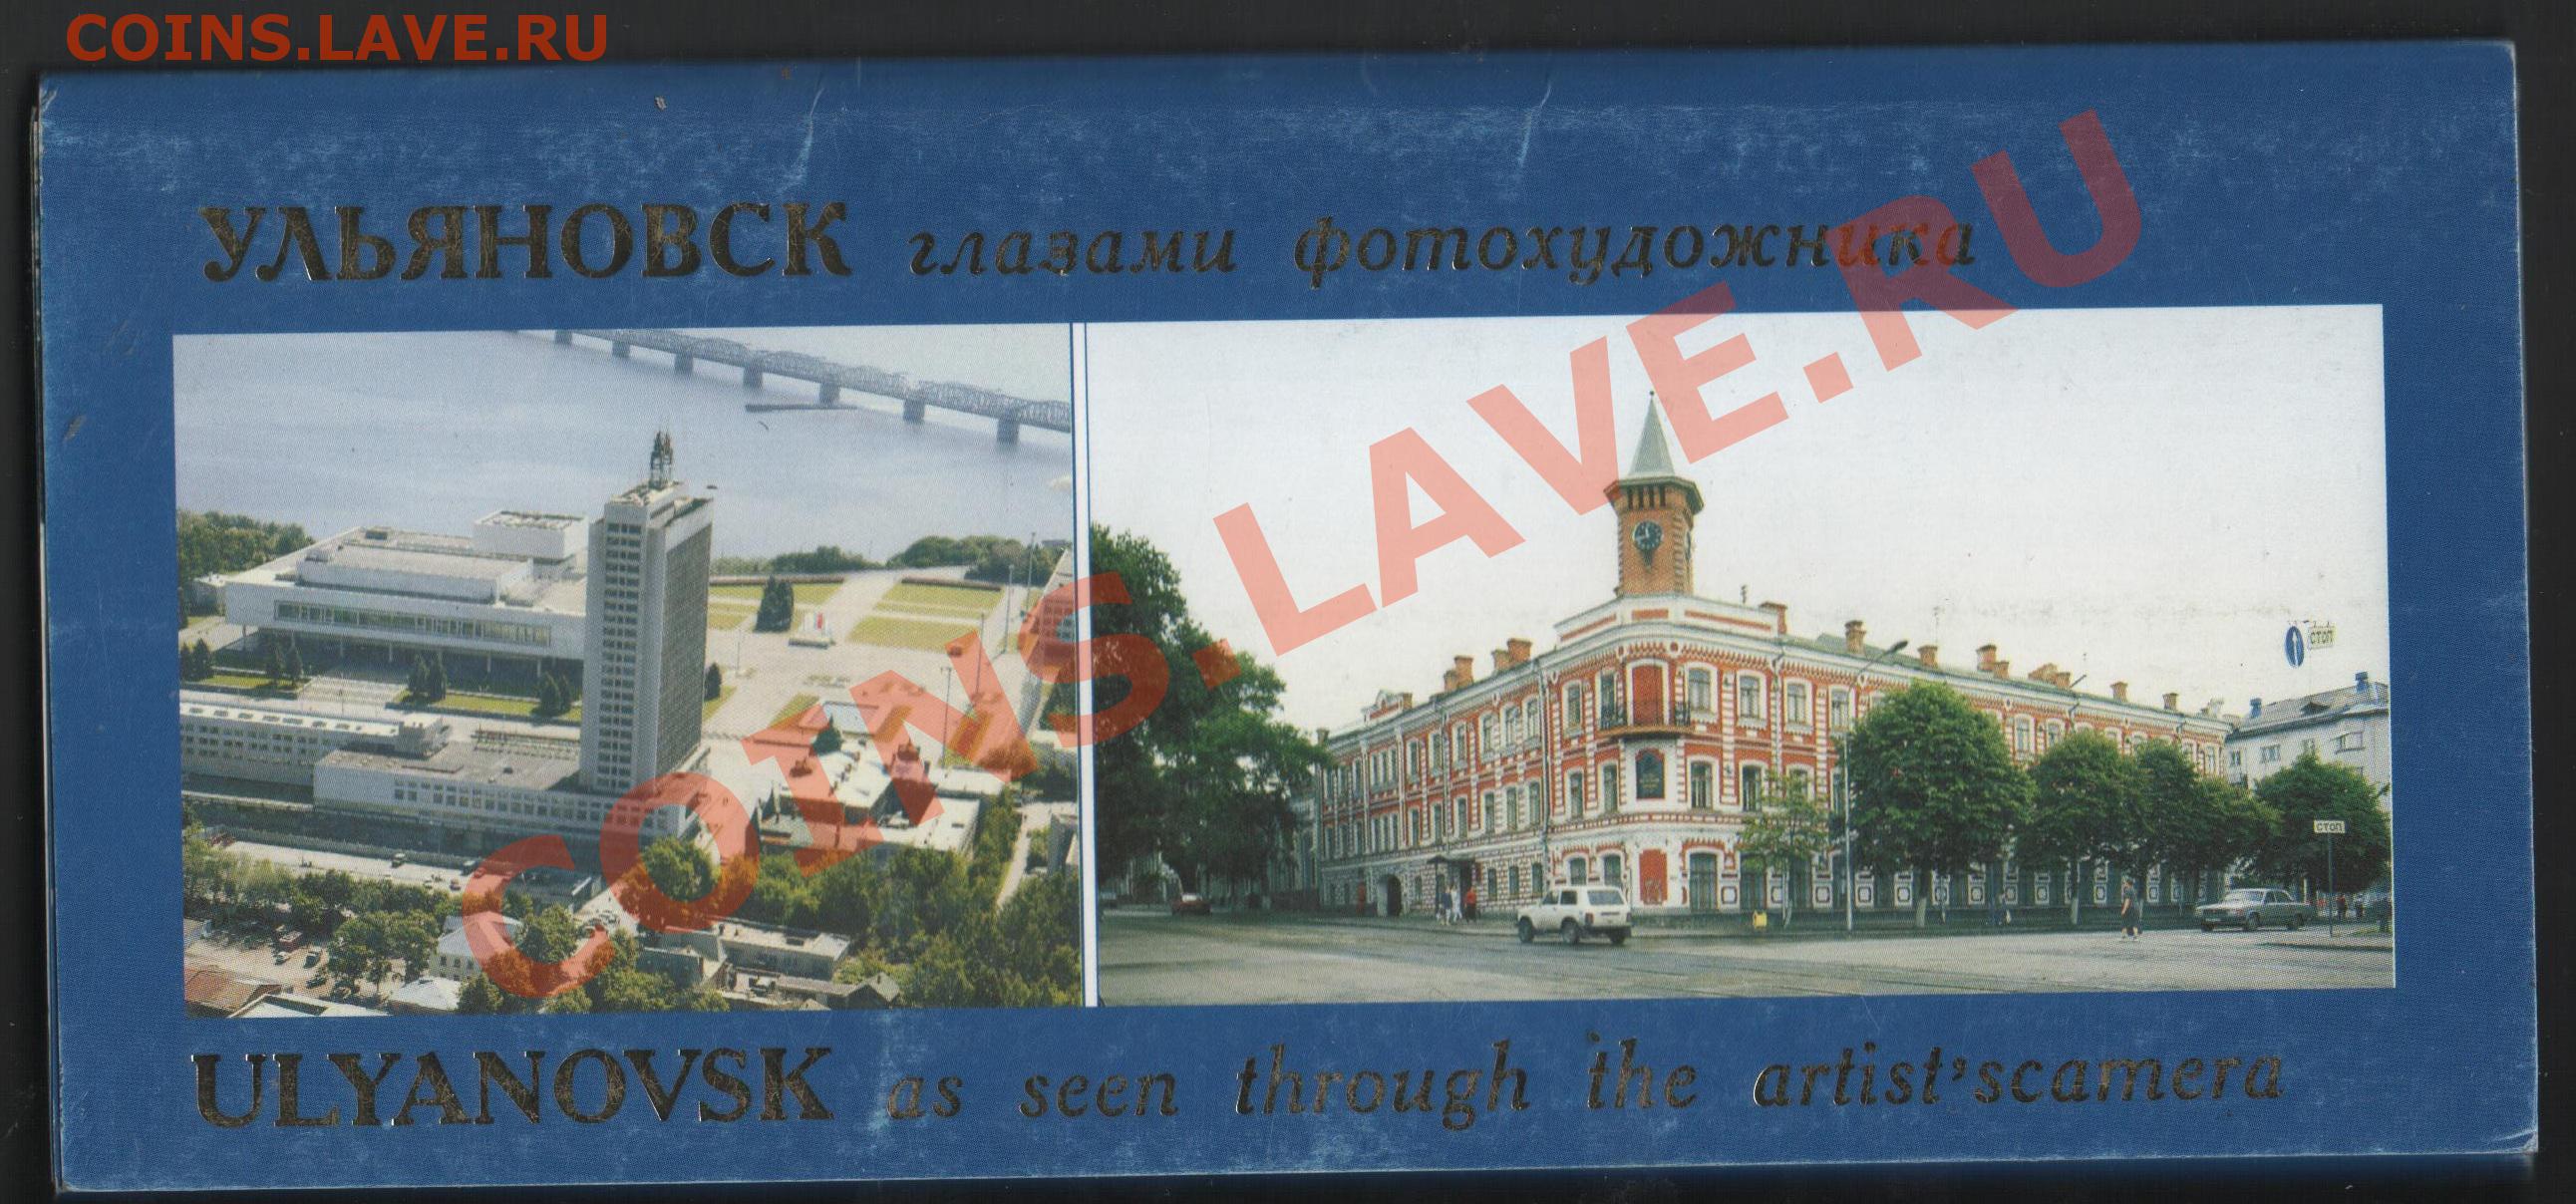 COINS.LAVE.RU
УЛЬЯНОВСК глазами фотохудожника
COINS.LAVE.RU
СТОП
СТОП
ULYANOVSK as seen through the artist'scamera